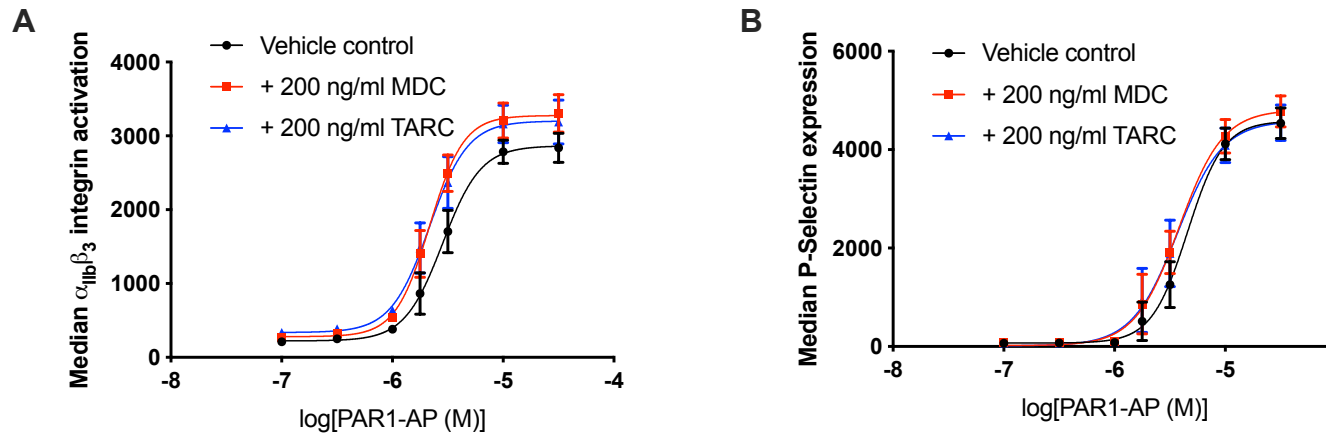 A
Vehicle control
+ 200 ng/ml MDC
+ 200 ng/ml TARC
Median αIIbβ3 integrin activation
4000
3000
2000
1000
0
-8
-7
-6
-5
-4
log[PAR1-AP (M)]
B
Vehicle control
+ 200 ng/ml MDC
+ 200 ng/ml TARC
Median P-Selectin expression
6000
4000
2000
0
-8
-7
-6
-5
log[PAR1-AP (M)]